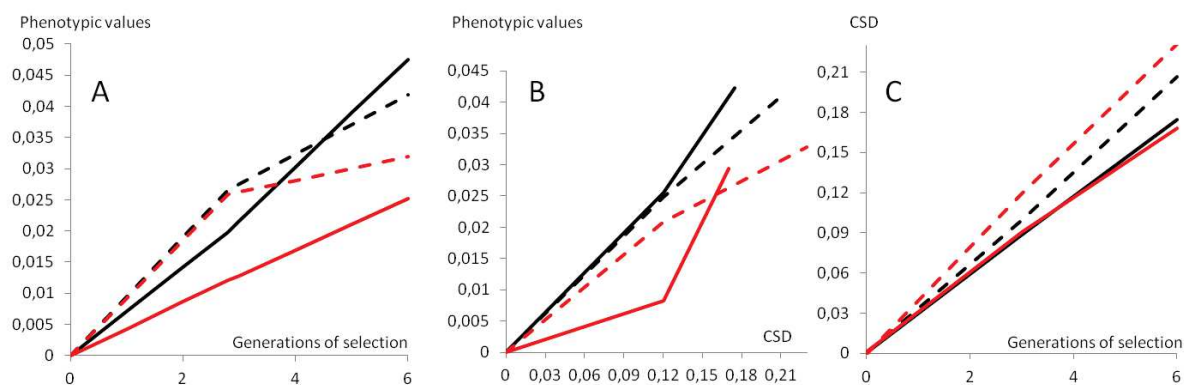 Phenotypic values
0,05
0,045
0,04
0,035
0,03
0,025
0,02
0,015
0,01
0,005
0
A
Generations of selection
0 2 4 6
Phenotypic values
0,045
0,04
0,035
0,03
0,025
0,02
0,015
0,01
0,005
0
B
CSD
0 0,03 0,06 0,09 0,12 0,15 0,18 0,21
CSD
0,21
0,18
0,15
0,12
0,09
0,06
0,03
0
C
Generations of selection
0 2 4 6